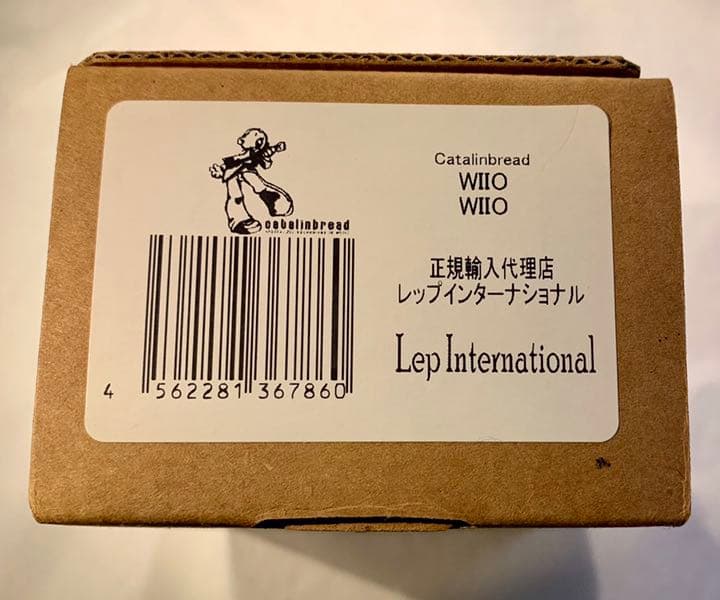 catalinbread
4 562281 367860
Catalinbread
WIIO
WIIO
正規輸入代理店
レップインターナショナル
Lep International